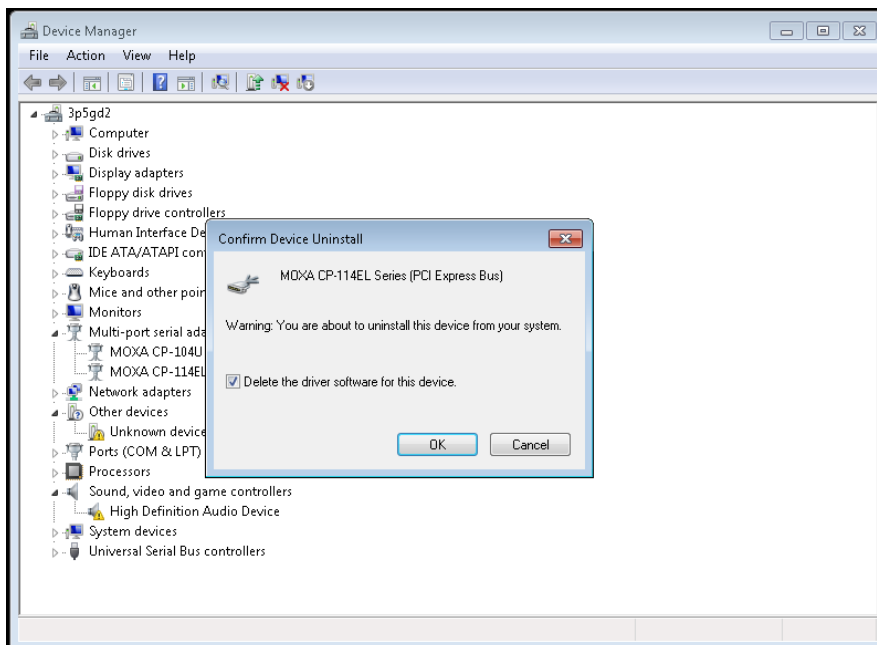 Device Manager
File Action View Help
3p5gd2
Computer
Disk drives
Display adapters
Floppy disk drives
Floppy drive controllers
Human Interface De
IDE ATA/ATAPI con
Keyboards
Mice and other poin
Monitors
Multi-port serial ada
MOXA CP-104U
MOXA CP-114EL
Network adapters
Other devices
Unknown device
Ports (COM & LPT)
Processors
Sound, video and game controllers
High Definition Audio Device
System devices
Universal Serial Bus controllers
Confirm Device Uninstall
MOXA CP-114EL Series (PCI Express Bus)
Warning: You are about to uninstall this device from your system.
Delete the driver software for this device.
OK Cancel